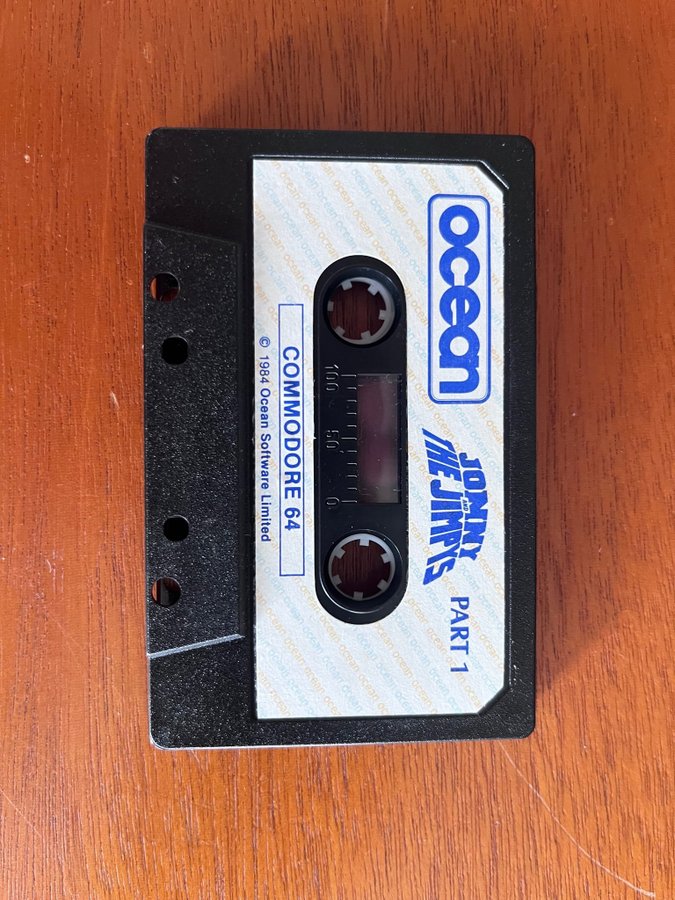 ocean
JONNY
AND
THE JIMPYS
PART 1
100 50 0
COMMODORE 64
© 1984 Ocean Software Limited